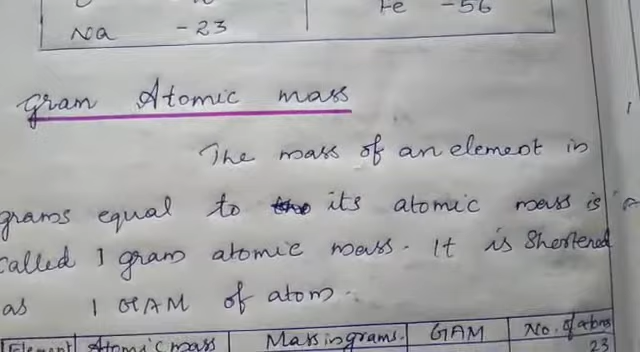 Na -23 Fe -56
gram Atomic mass
The mass of an element in
grams equal to its atomic mass is
called 1 gram atomic mass. It is Shortened
as 1 GAM of atom.
Element Atomic mass Mass in grams. GAM No. of atoms
23